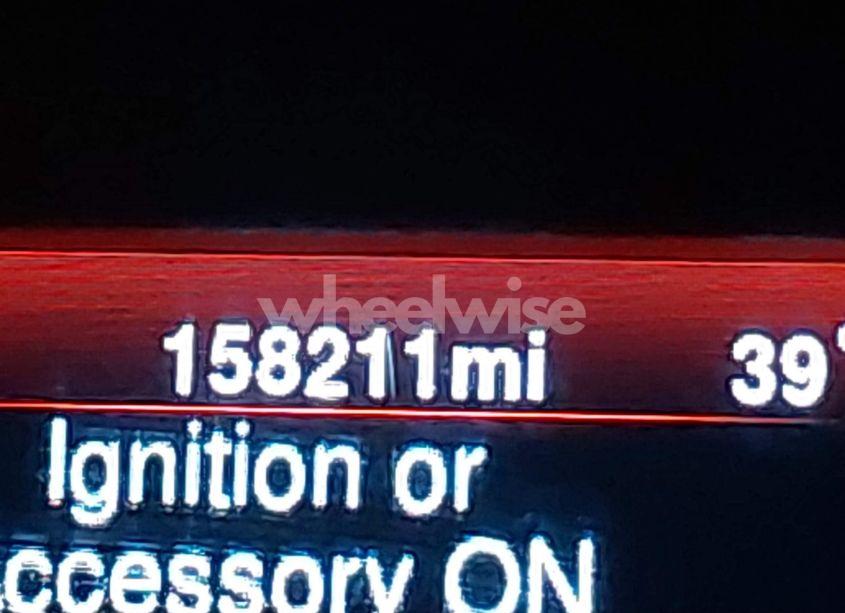 wheelwise
158211mi 39°
Ignition or
ccessory ON